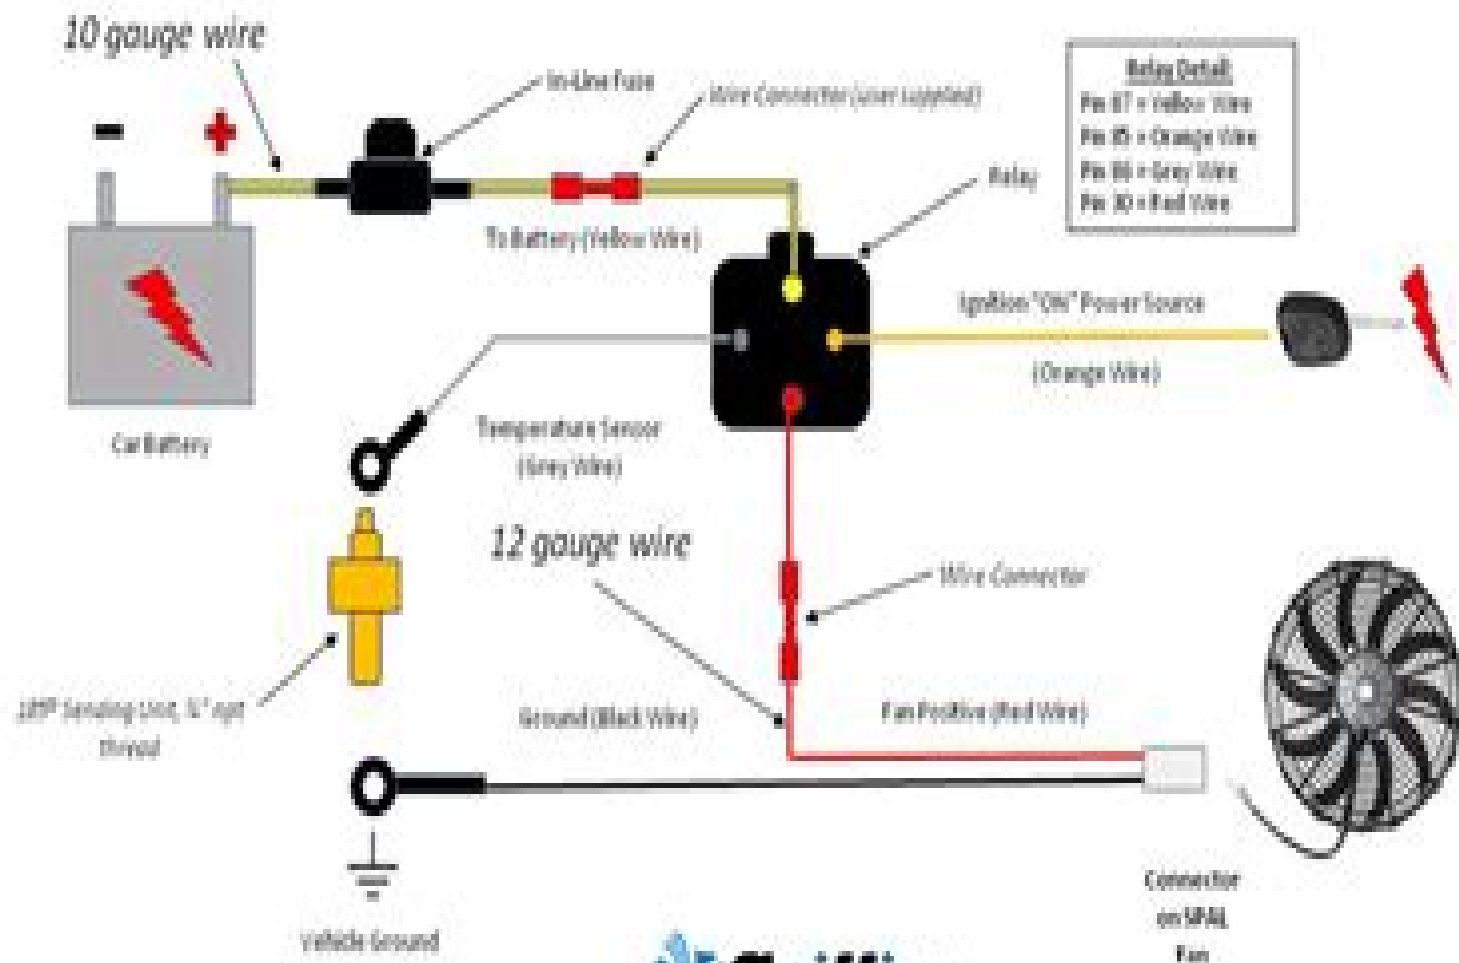 10 gauge wire
In-Line Fuse
Wire Connector (user supplied)
Relay Detail:
Pin 87 = Yellow Wire
Pin 85 = Orange Wire
Pin 86 = Grey Wire
Pin 30 = Red Wire
Relay
To Battery (Yellow Wire)
Ignition "ON" Power Source
(Orange Wire)
Car Battery
Temperature Sensor
(Grey Wire)
12 gauge wire
Wire Connector
Sending Unit,
thread
Ground (Black Wire)
Fan Positive (Red Wire)
Connector
on SPAL
Fan
Vehicle Ground